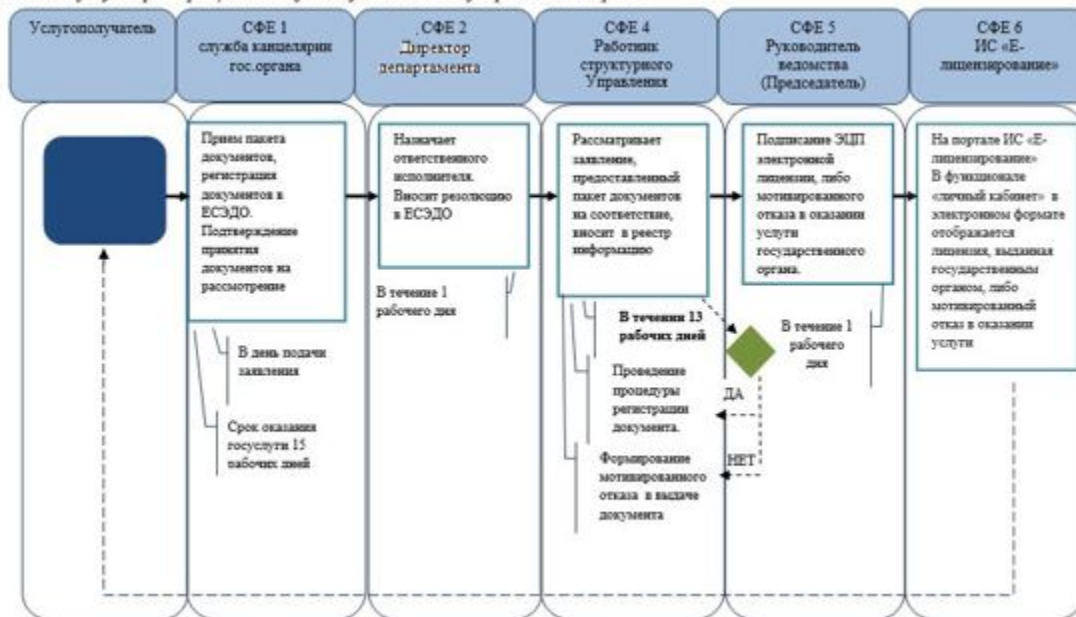 Услугополучатель
СФЕ 1
служба канцелярии
гос.органа
СФЕ 2
Директор
департамента
СФЕ 4
Работник
структурного
Управления
СФЕ 5
Руководитель
ведомства
(Председатель)
СФЕ 6
ИС «Е-
лицензирование»
Прием пакета
документов,
регистрация
документов в
ЕСЭДО.
Подтверждение
принятия
документов на
рассмотрение
В день подачи
заявления
Срок оказания
госуслуги 15
рабочих дней
Назначает
ответственного
исполнителя.
Вносит резолюцию
в ЕСЭДО
В течение 1
рабочего дня
Рассматривает
заявление,
предоставленный
пакет документов
на соответствие,
вносит в реестр
информацию
В течении 13
рабочих дней
Проведение
процедуры
регистрации
документа.
Формирование
мотивированного
отказа в выдаче
документа
ДА
НЕТ
Подписание ЭЦП
электронной
лицензии, либо
мотивированного
отказа в оказании
услуги
государственного
органа.
В течение 1
рабочего
дня
На портале ИС «Е-
лицензирование»
В функционале
«личный кабинет» в
электронном формате
отображается
лицензия, выданная
государственным
органом, либо
мотивированный
отказ в оказании
услуги